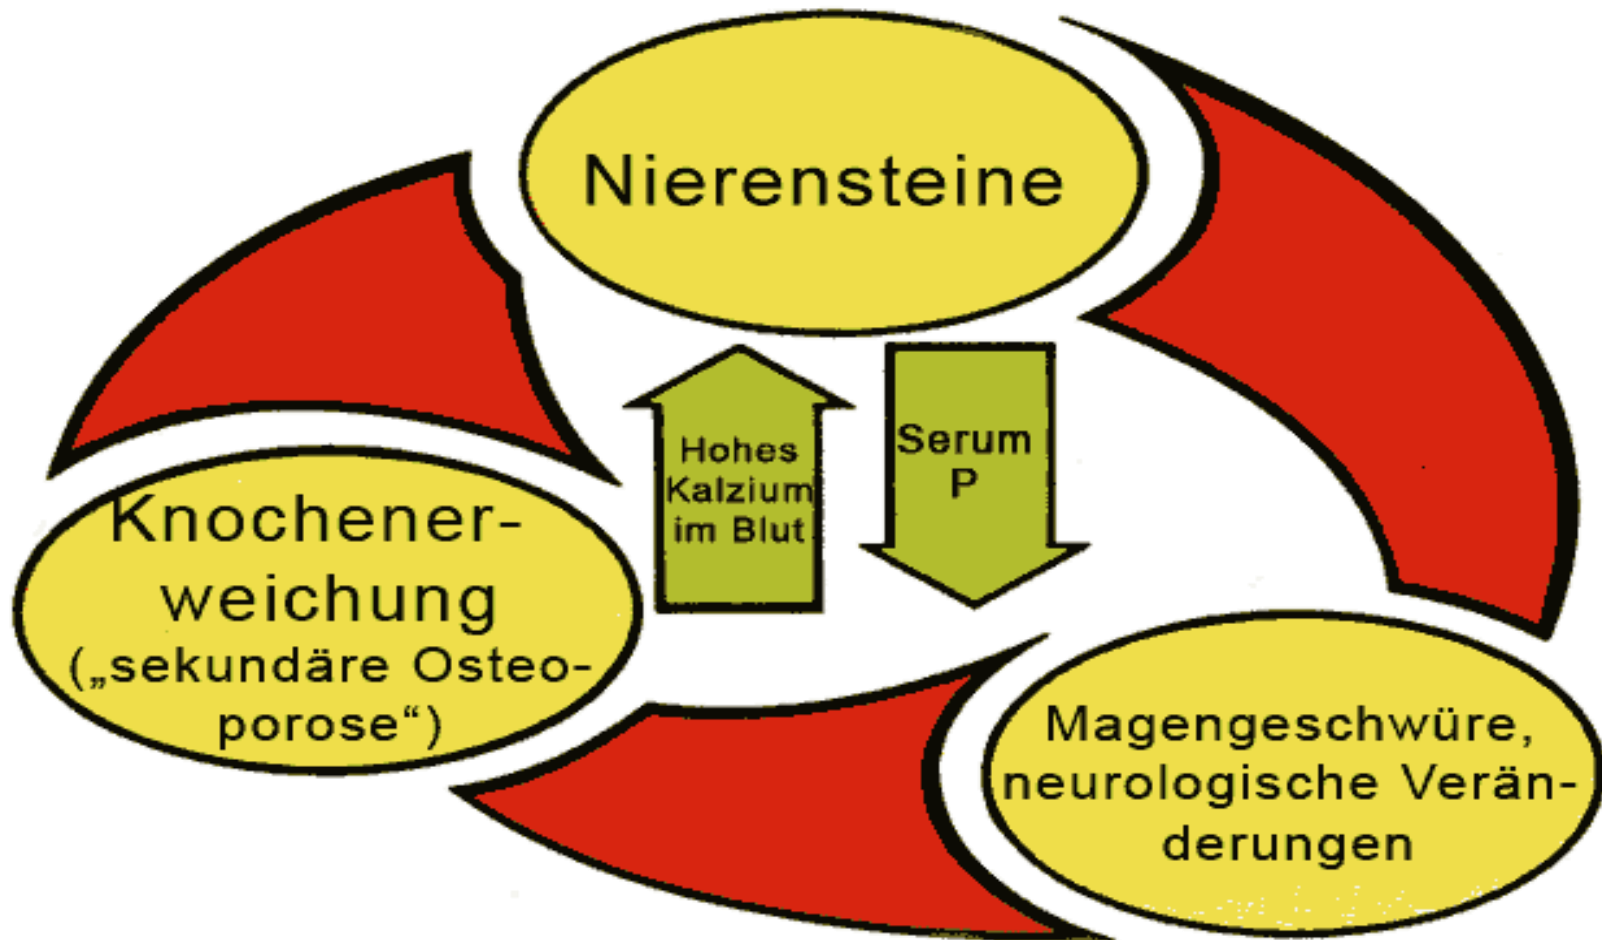 Nierensteine
Hohes
Kalzium
im Blut
Serum
P
Knochener-
weichung
(„sekundäre Osteo-
porose“)
Magengeschwüre,
neurologische Verän-
derungen